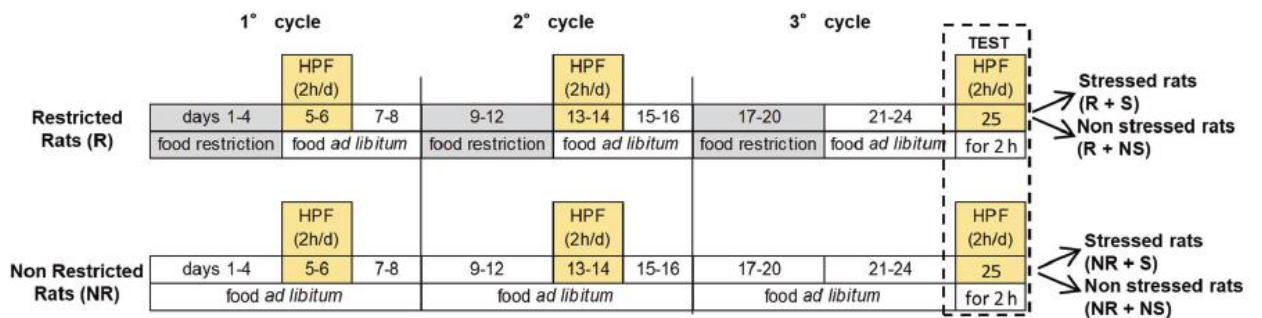 1° cycle 2° cycle 3° cycle
TEST
HPF HPF HPF
(2h/d) (2h/d) (2h/d)
Stressed rats
(R + S)
Restricted
Rats (R)
days 1-4 5-6 7-8 9-12 13-14 15-16 17-20 21-24 25
food restriction food ad libitum food restriction food ad libitum food restriction food ad libitum for 2 h
Non stressed rats
(R + NS)
HPF HPF HPF
(2h/d) (2h/d) (2h/d)
Stressed rats
(NR + S)
Non Restricted
Rats (NR)
days 1-4 5-6 7-8 9-12 13-14 15-16 17-20 21-24 25
food ad libitum food ad libitum food ad libitum for 2 h
Non stressed rats
(NR + NS)